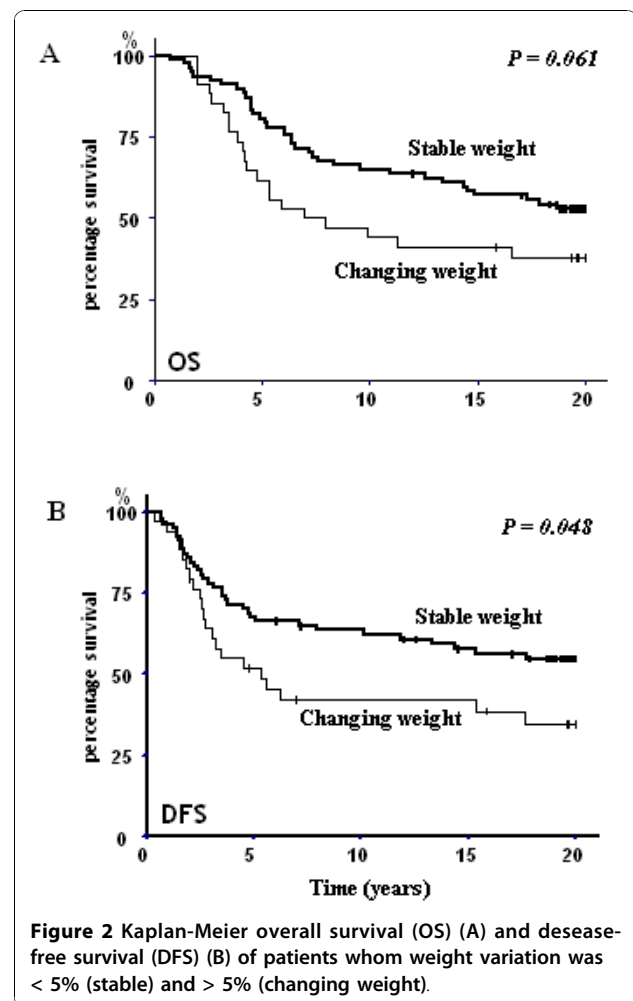 A
%
P = 0.061
100
75
50
25
0
percentage survival
Stable weight
Changing weight
OS
0 5 10 15 20
B
%
P = 0.048
100
75
50
25
0
percentage survival
Stable weight
Changing weight
DFS
0 5 10 15 20
Time (years)
Figure 2 Kaplan-Meier overall survival (OS) (A) and desease-
free survival (DFS) (B) of patients whom weight variation was
< 5% (stable) and > 5% (changing weight).